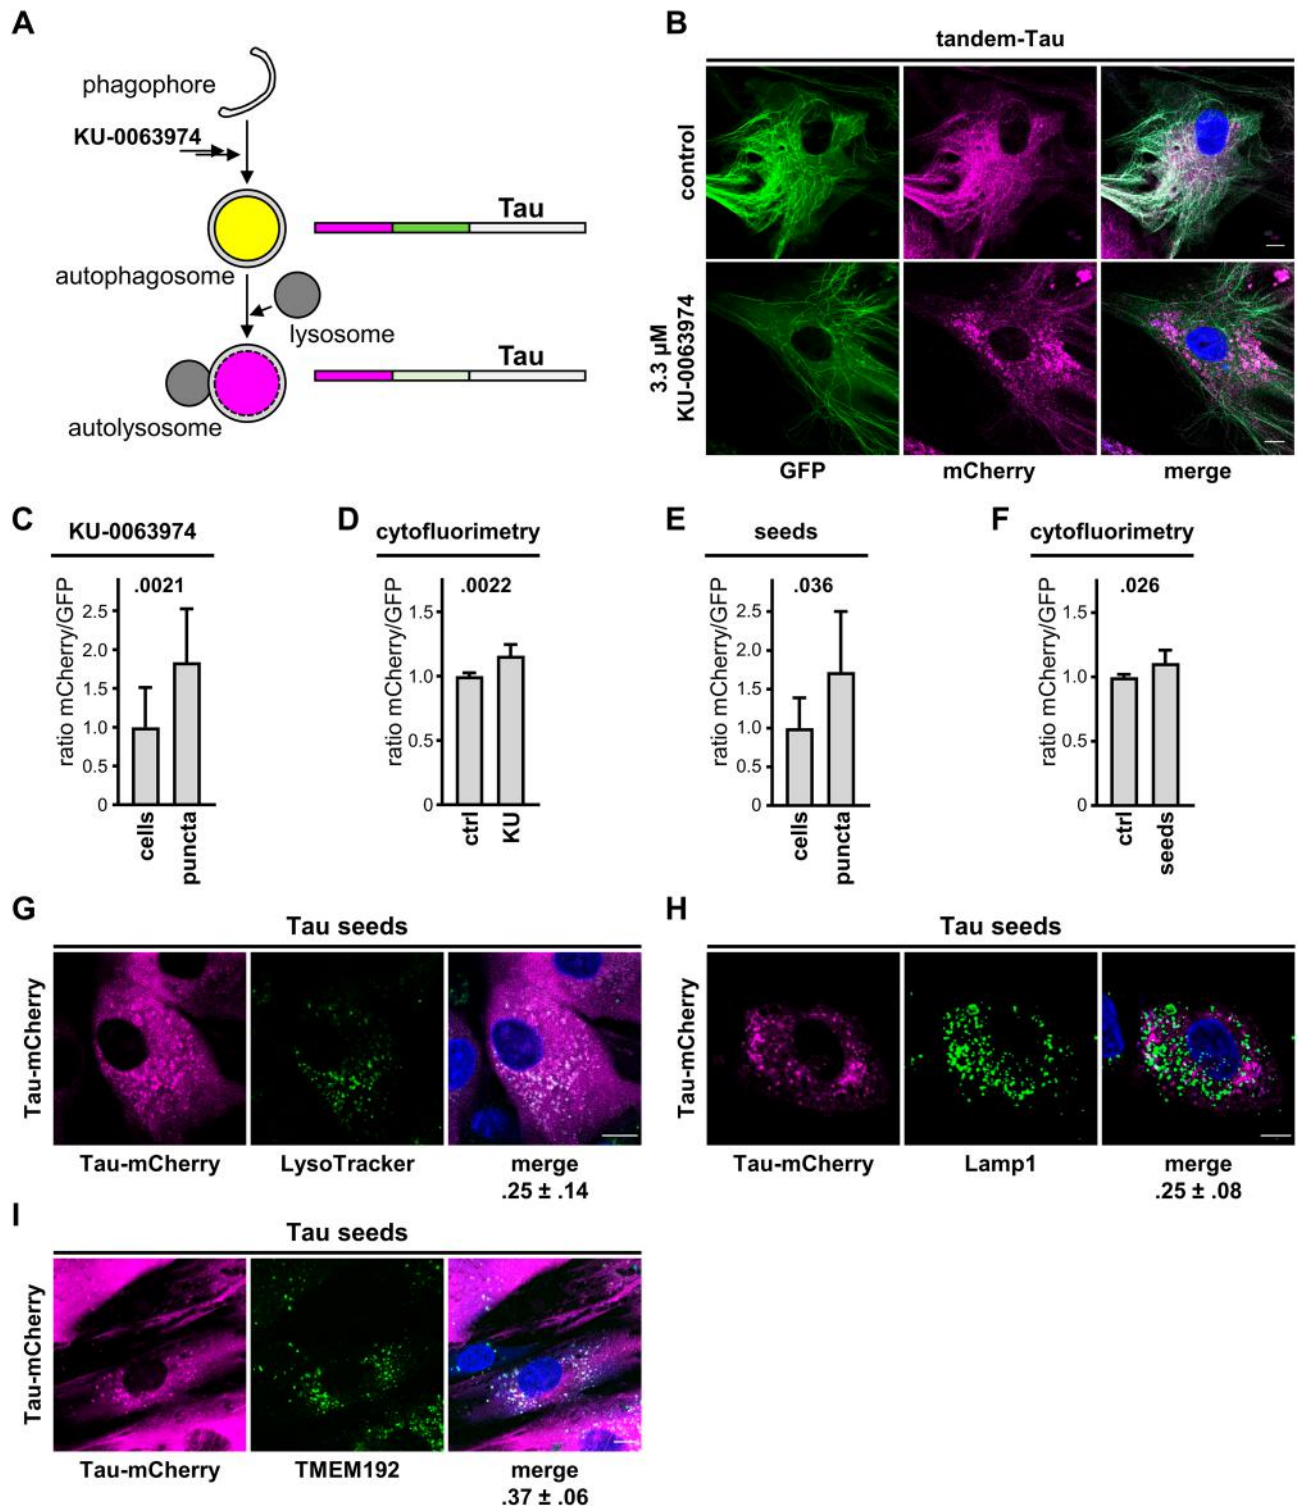 A
phagophore
KU-0063974
Tau
autophagosome
lysosome
Tau
autolysosome
B
tandem-Tau
control
3.3 µM
KU-0063974
GFP
mCherry
merge
C
KU-0063974
.0021
ratio mCherry/GFP
2.5
2.0
1.5
1.0
0.5
0
cells
puncta
D
cytofluorimetry
.0022
ratio mCherry/GFP
1.5
1.0
0.5
0
ctrl
KU
E
seeds
.036
ratio mCherry/GFP
2.5
2.0
1.5
1.0
0.5
0
cells
puncta
F
cytofluorimetry
.026
ratio mCherry/GFP
1.5
1.0
0.5
0
ctrl
seeds
G
Tau seeds
Tau-mCherry
Tau-mCherry
LysoTracker
merge
.25 ± .14
H
Tau seeds
Tau-mCherry
Tau-mCherry
Lamp1
merge
.25 ± .08
I
Tau seeds
Tau-mCherry
Tau-mCherry
TMEM192
merge
.37 ± .06